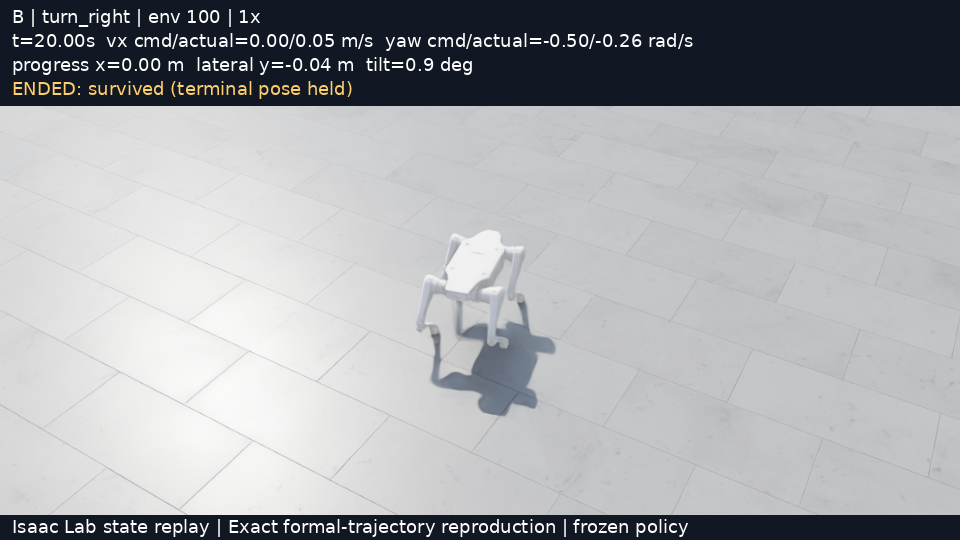 B | turn_right | env 100 | 1x
t=20.00s  vx cmd/actual=0.00/0.05 m/s  yaw cmd/actual=-0.50/-0.26 rad/s
progress x=0.00 m  lateral y=-0.04 m  tilt=0.9 deg
ENDED: survived (terminal pose held)
Isaac Lab state replay | Exact formal-trajectory reproduction | frozen policy